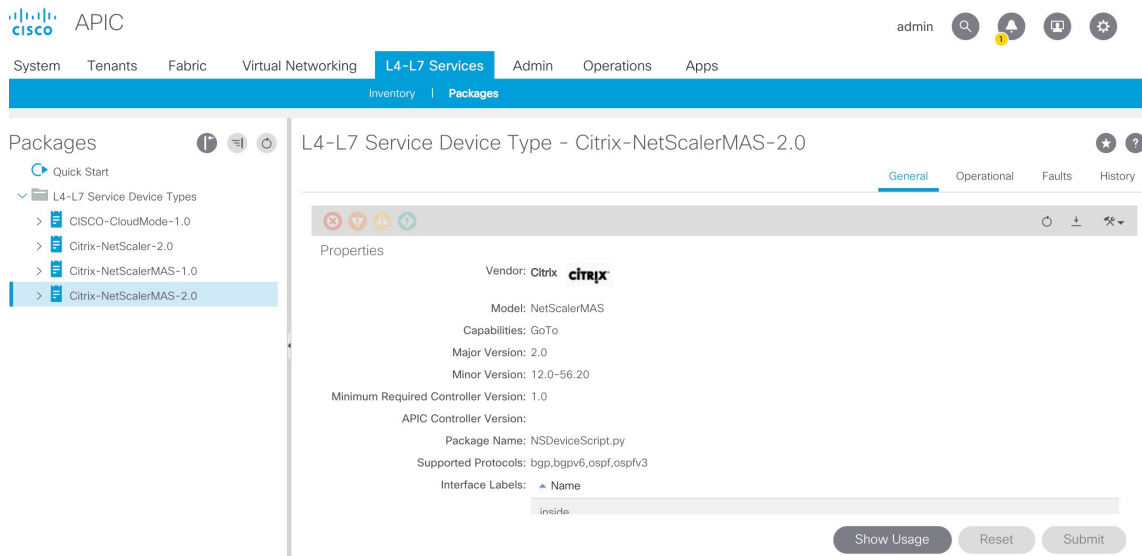 CISCO
APIC
admin
1
System Tenants Fabric Virtual Networking L4-L7 Services Admin Operations Apps
Inventory | Packages
Packages
Quick Start
L4-L7 Service Device Types
CISCO-CloudMode-1.0
Citrix-NetScaler-2.0
Citrix-NetScalerMAS-1.0
Citrix-NetScalerMAS-2.0
L4-L7 Service Device Type - Citrix-NetScalerMAS-2.0
General Operational Faults History
Properties
Vendor: Citrix CİTRIX
Model: NetScalerMAS
Capabilities: GoTo
Major Version: 2.0
Minor Version: 12.0-56.20
Minimum Required Controller Version: 1.0
APIC Controller Version:
Package Name: NSDeviceScript.py
Supported Protocols: bgp,bgpv6,ospf,ospfv3
Interface Labels: Name
inside
Show Usage Reset Submit